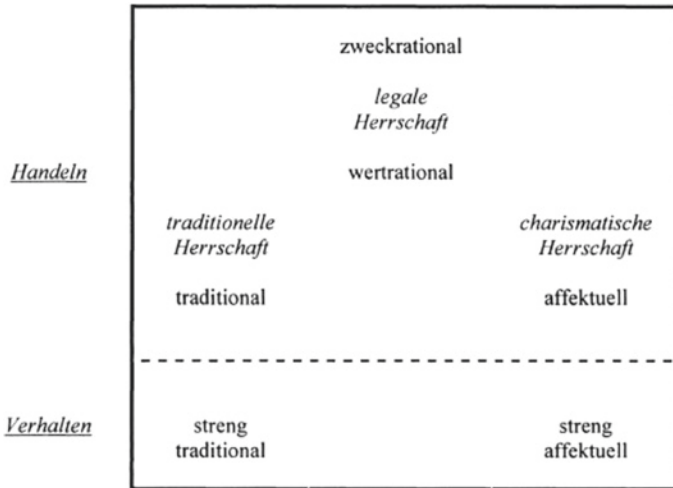 zweckrational
legale
Herrschaft
Handeln
wertrational
traditionelle
Herrschaft
charismatische
Herrschaft
traditional
affektuell
Verhalten
streng
traditional
streng
affektuell